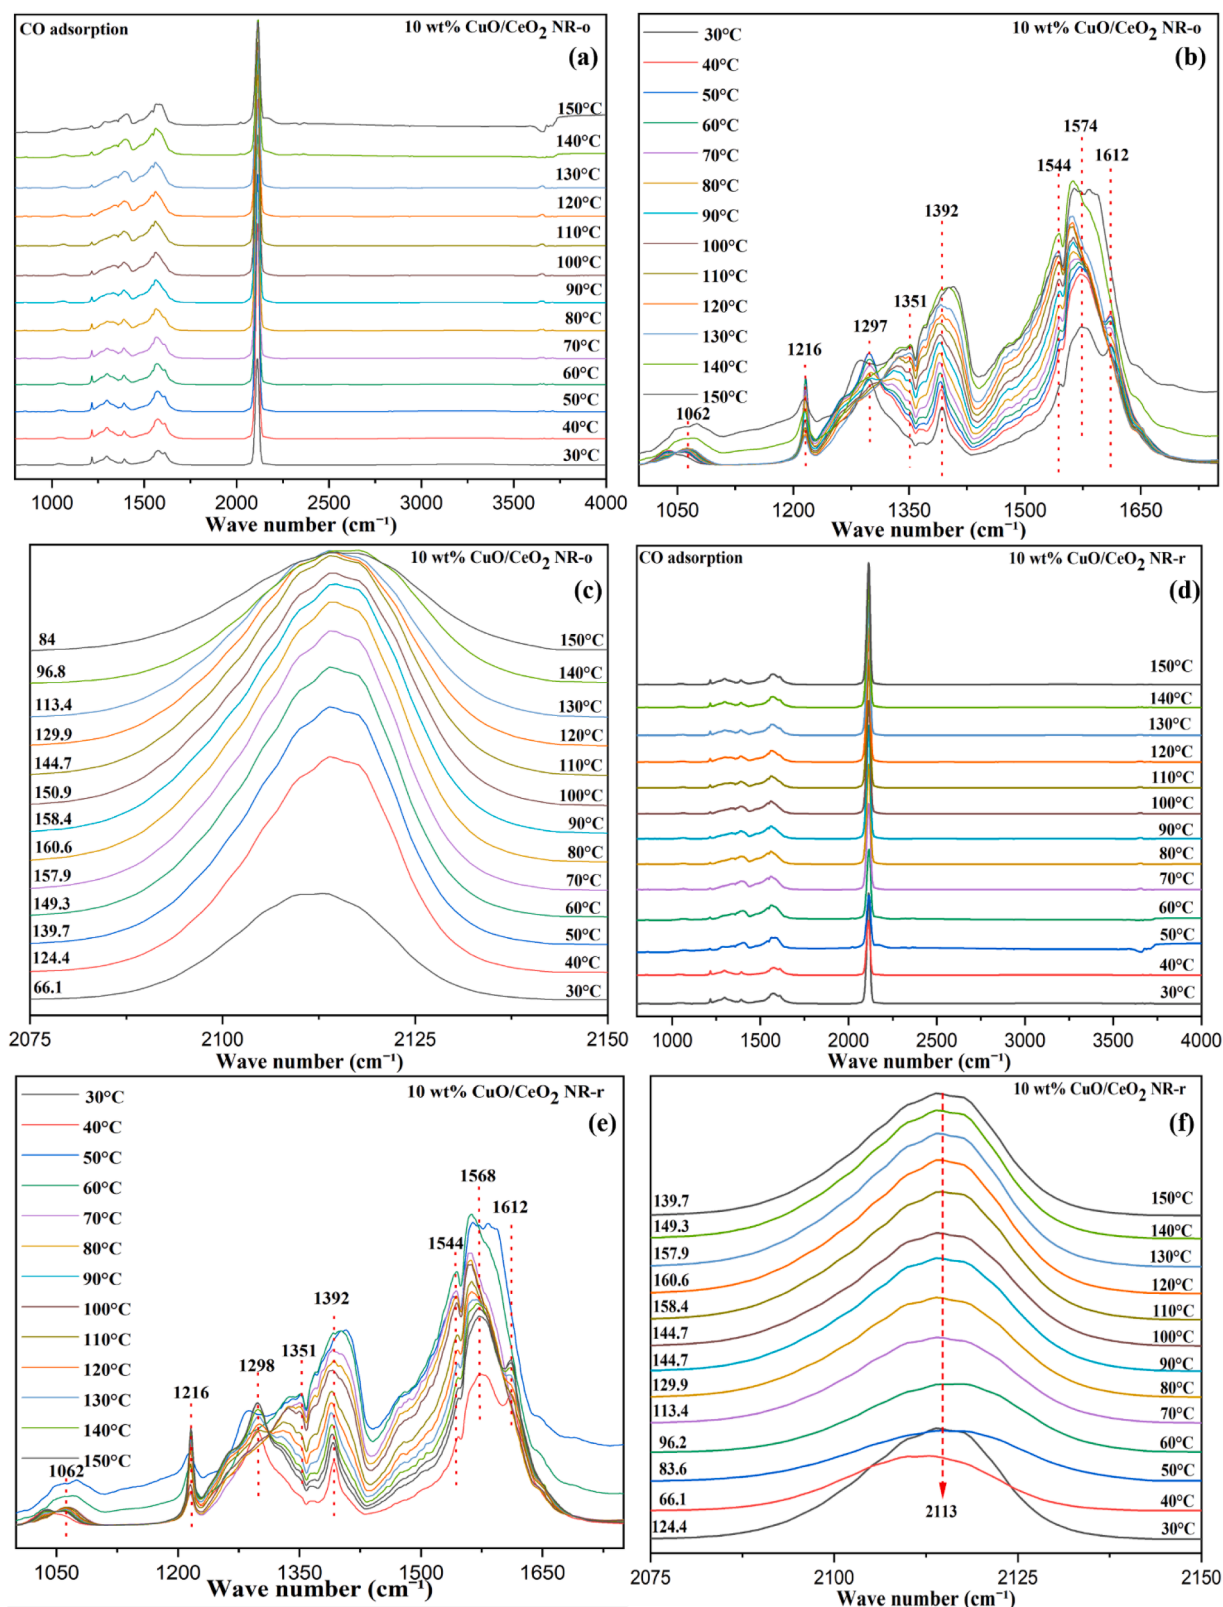 CO adsorption
10 wt% CuO/CeO2 NR-o
(a)
150°C
140°C
130°C
120°C
110°C
100°C
90°C
80°C
70°C
60°C
50°C
40°C
30°C
1000 1500 2000 2500 3000 3500 4000
Wave number (cm⁻¹)
10 wt% CuO/CeO2 NR-o
(b)
30°C
40°C
50°C
60°C
70°C
80°C
90°C
100°C
110°C
120°C
130°C
140°C
150°C
1062
1216
1297
1351
1392
1544
1574
1612
1050 1200 1350 1500 1650
Wave number (cm⁻¹)
10 wt% CuO/CeO2 NR-o
(c)
84 150°C
96.8 140°C
113.4 130°C
129.9 120°C
144.7 110°C
150.9 100°C
158.4 90°C
160.6 80°C
157.9 70°C
149.3 60°C
139.7 50°C
124.4 40°C
66.1 30°C
2075 2100 2125 2150
Wave number (cm⁻¹)
CO adsorption
10 wt% CuO/CeO2 NR-r
(d)
150°C
140°C
130°C
120°C
110°C
100°C
90°C
80°C
70°C
60°C
50°C
40°C
30°C
1000 1500 2000 2500 3000 3500 4000
Wave number (cm⁻¹)
10 wt% CuO/CeO2 NR-r
(e)
30°C
40°C
50°C
60°C
70°C
80°C
90°C
100°C
110°C
120°C
130°C
140°C
150°C
1062
1216
1298
1351
1392
1544
1568
1612
1050 1200 1350 1500 1650
Wave number (cm⁻¹)
10 wt% CuO/CeO2 NR-r
(f)
139.7 150°C
149.3 140°C
157.9 130°C
160.6 120°C
158.4 110°C
144.7 100°C
144.7 90°C
129.9 80°C
113.4 70°C
96.2 60°C
83.6 50°C
66.1 40°C
124.4 30°C
2113
2075 2100 2125 2150
Wave number (cm⁻¹)